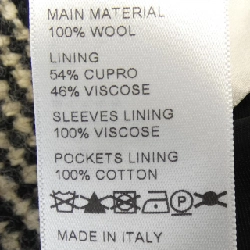 MAIN MATERIAL
100% WOOL
LINING
54% CUPRO
46% VISCOSE
SLEEVES LINING
100% VISCOSE
POCKETS LINING
100% COTTON
P
MADE IN ITALY